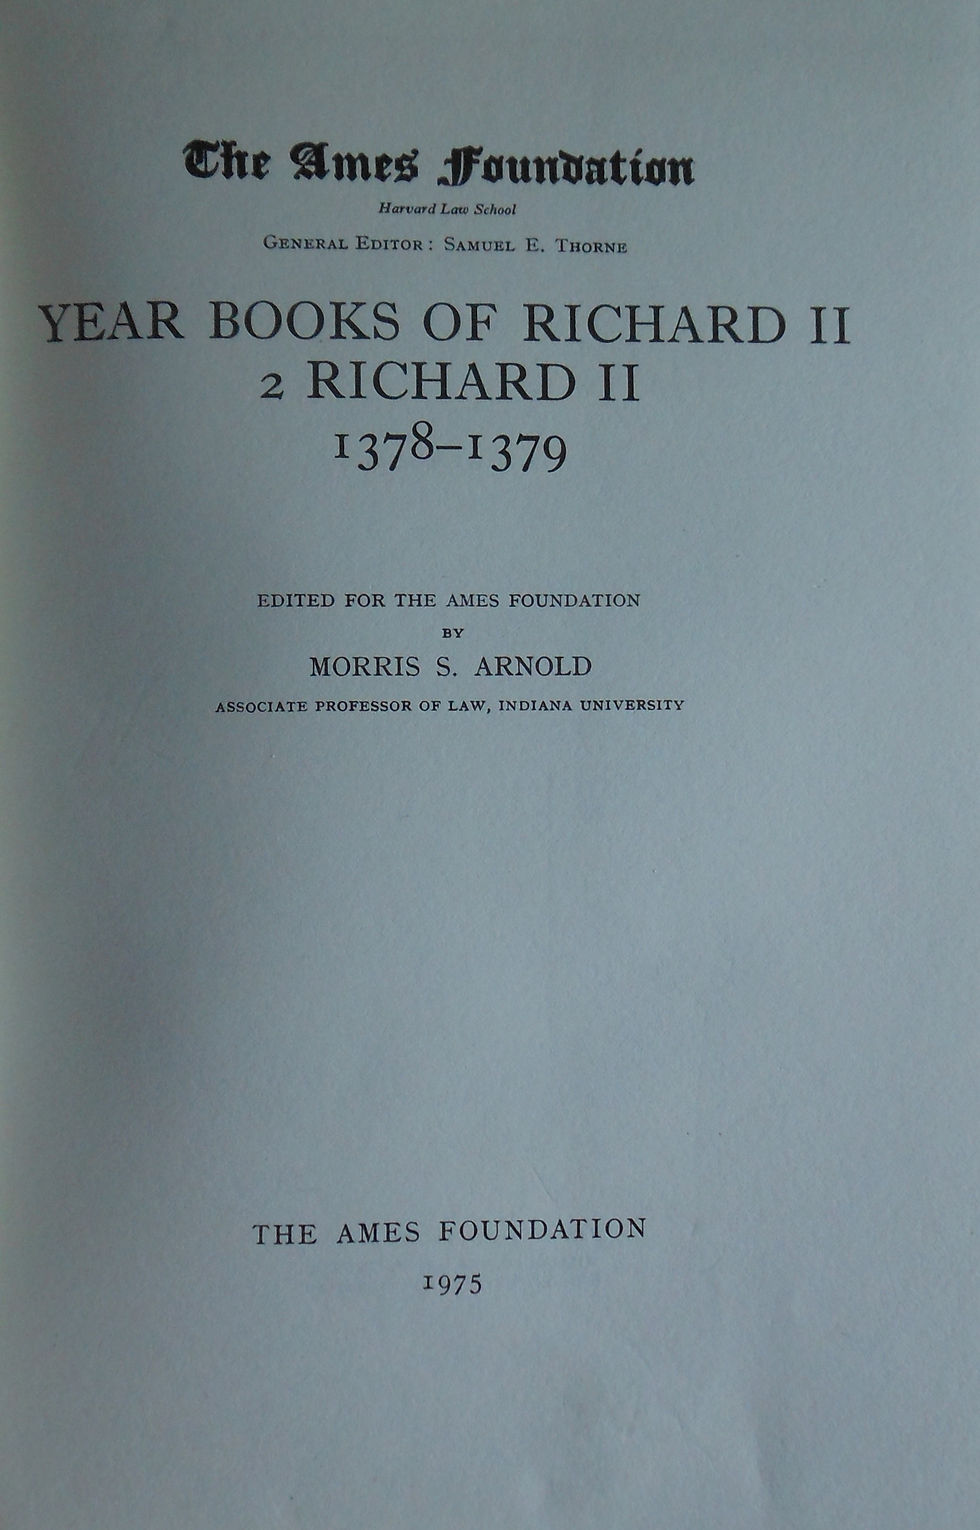 The Ames Foundation
Harvard Law School
GENERAL EDITOR: SAMUEL E. THORNE
YEAR BOOKS OF RICHARD II
2 RICHARD II
1378–1379
EDITED FOR THE AMES FOUNDATION
BY
MORRIS S. ARNOLD
ASSOCIATE PROFESSOR OF LAW, INDIANA UNIVERSITY
THE AMES FOUNDATION
1975